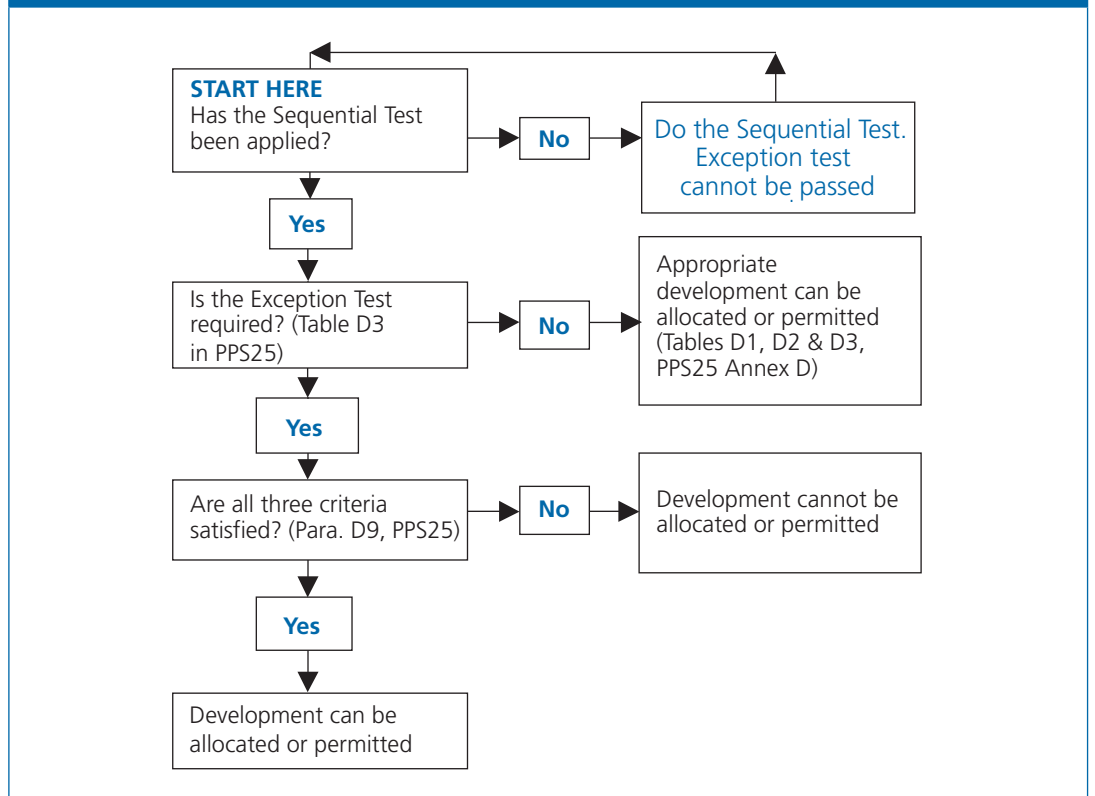 START HERE
Has the Sequential Test
been applied?
No
Do the Sequential Test.
Exception test
cannot be passed
Yes
Is the Exception Test
required? (Table D3
in PPS25)
No
Appropriate
development can be
allocated or permitted
(Tables D1, D2 & D3,
PPS25 Annex D)
Yes
Are all three criteria
satisfied? (Para. D9, PPS25)
No
Development cannot be
allocated or permitted
Yes
Development can be
allocated or permitted